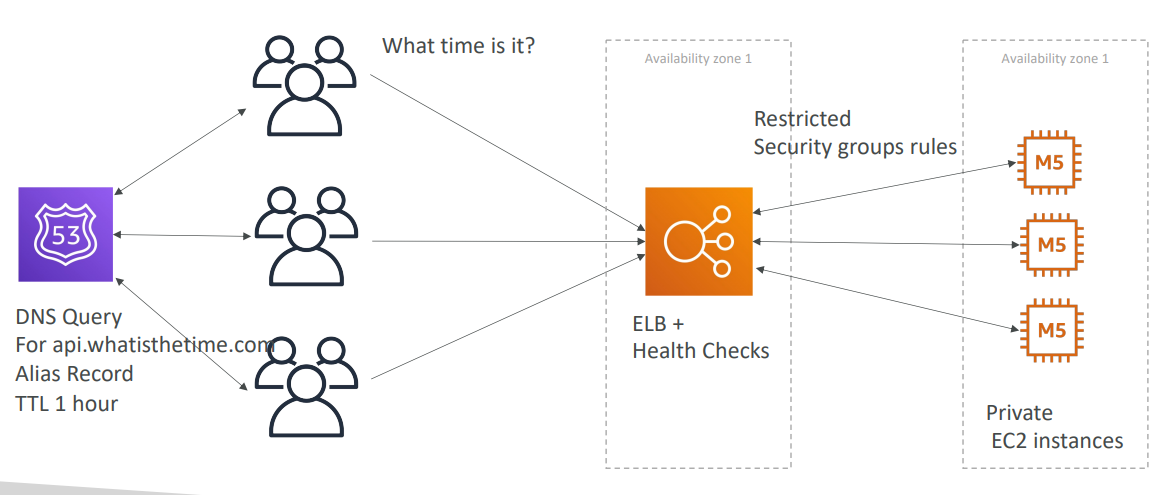 What time is it?
Availability zone 1
Availability zone 1
Restricted
Security groups rules
M5
53
M5
M5
DNS Query
For api.whatisthetime.com
Alias Record
TTL 1 hour
ELB +
Health Checks
Private
EC2 instances